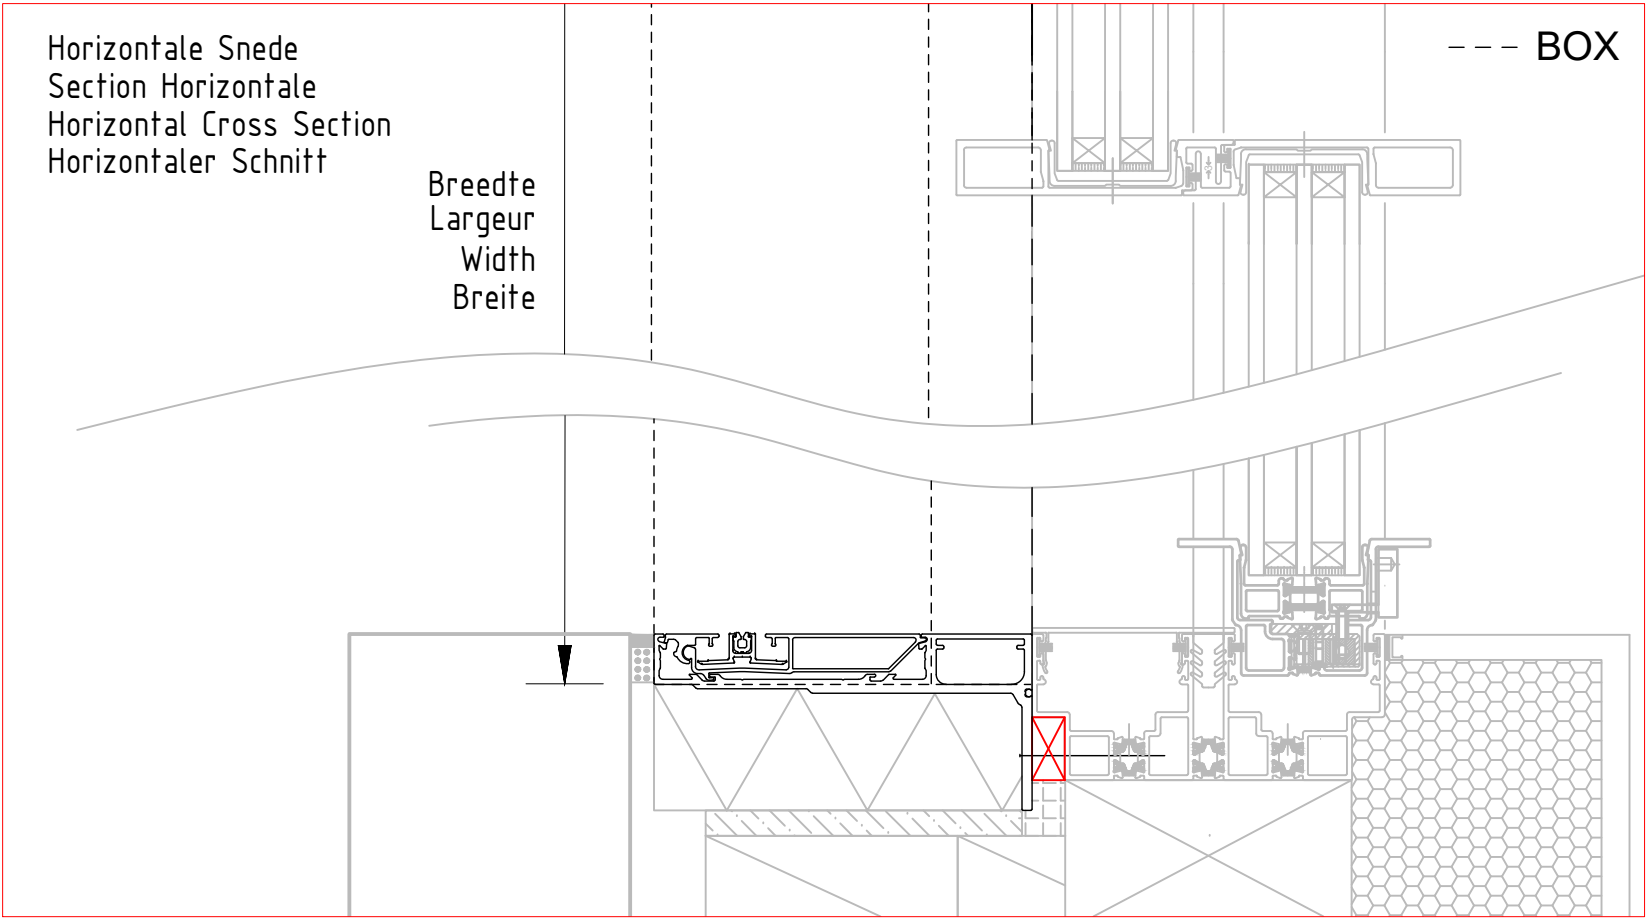 Horizontale Snede
Section Horizontale
Horizontal Cross Section
Horizontaler Schnitt
Breedte
Largeur
Width
Breite
BOX